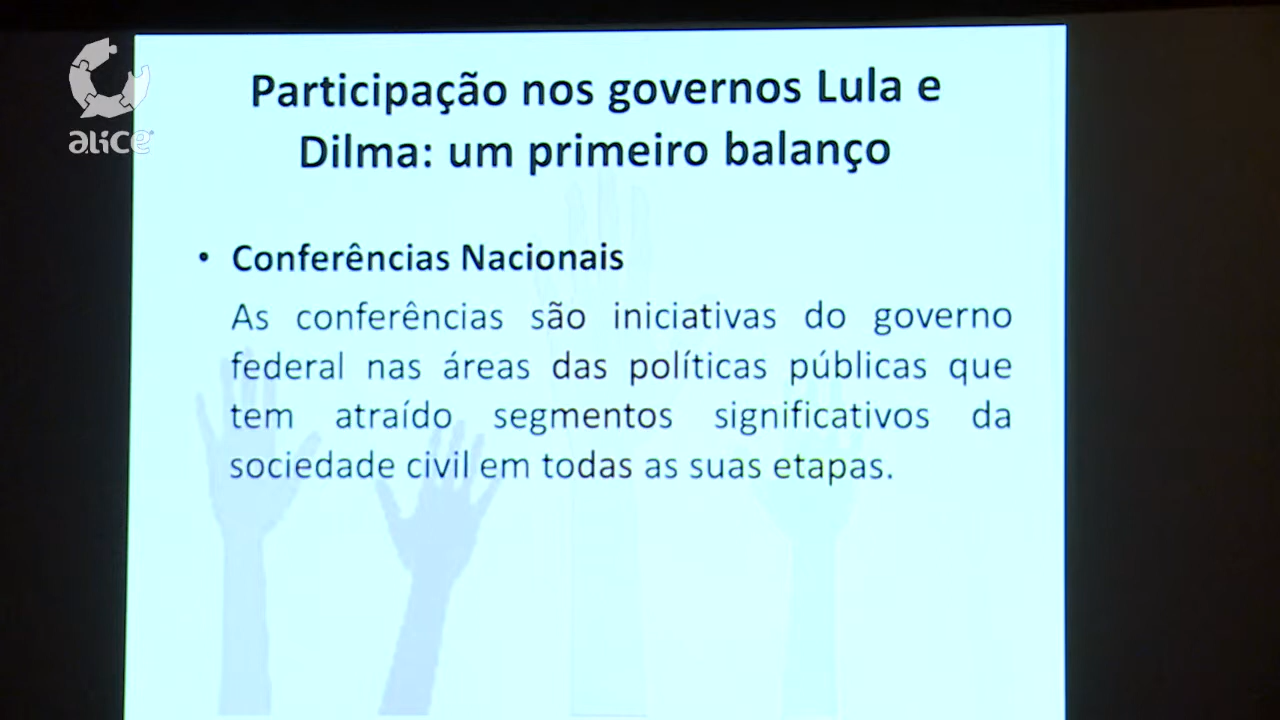 alice
Participação nos governos Lula e
Dilma: um primeiro balanço
• Conferências Nacionais
As conferências são iniciativas do governo
federal nas áreas das políticas públicas que
tem atraído segmentos significativos da
sociedade civil em todas as suas etapas.